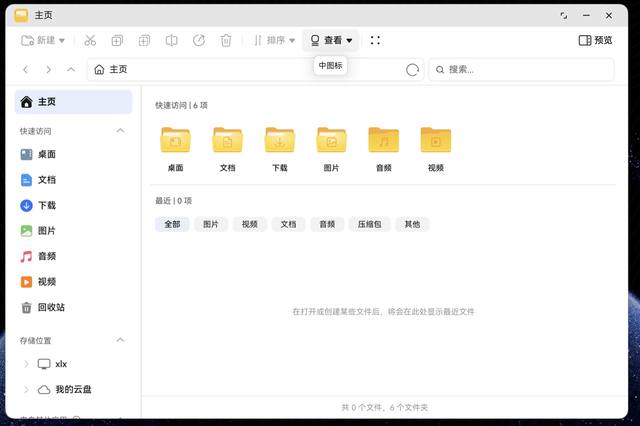 主页
新建 排序 查看 预览
中图标
主页 搜索...
主页
快速访问
桌面
文档
下载
图片
音频
视频
回收站
存储位置
xlx
我的云盘
快速访问 | 6 项
桌面 文档 下载 图片 音频 视频
最近 | 0 项
全部 图片 视频 文档 音频 压缩包 其他
在打开或创建某些文件后，将会在此处显示最近文件
共 0 个文件，6 个文件夹